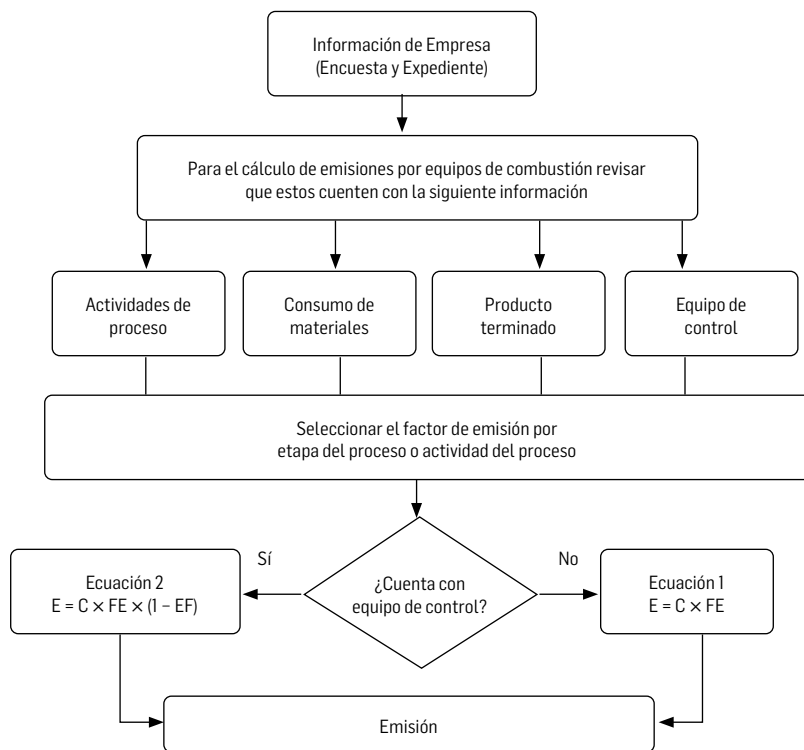 Información de Empresa
(Encuesta y Expediente)
Para el cálculo de emisiones por equipos de combustión revisar
que estos cuenten con la siguiente información
Actividades de
proceso
Consumo de
materiales
Producto
terminado
Equipo de
control
Seleccionar el factor de emisión por
etapa del proceso o actividad del proceso
Sí
No
Ecuación 2
E = C × FE × (1 – EF)
¿Cuenta con
equipo de control?
Ecuación 1
E = C × FE
Emisión